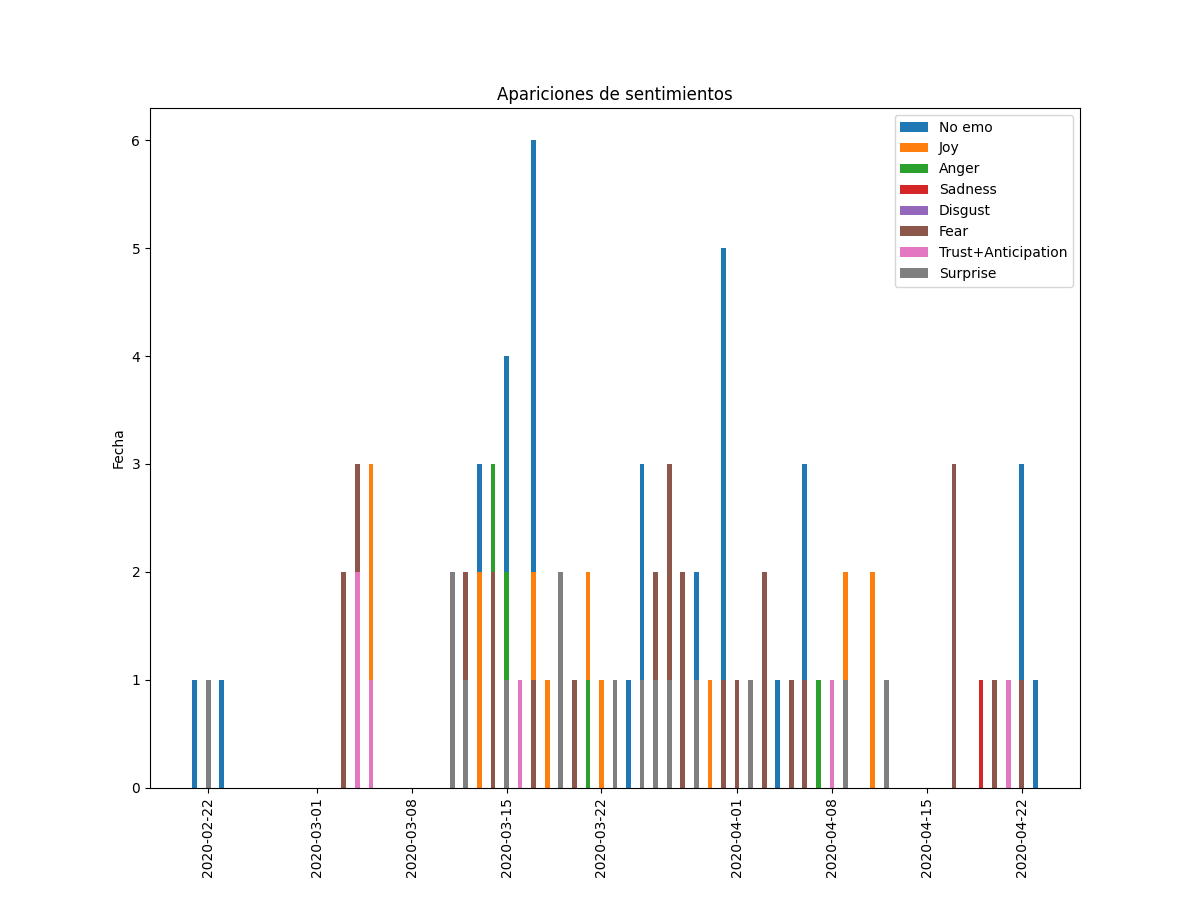 Apariciones de sentimientos
No emo
Joy
Anger
Sadness
Disgust
Fear
Trust+Anticipation
Surprise
Fecha
6
5
4
3
2
1
0
2020-02-22
2020-03-01
2020-03-08
2020-03-15
2020-03-22
2020-04-01
2020-04-08
2020-04-15
2020-04-22